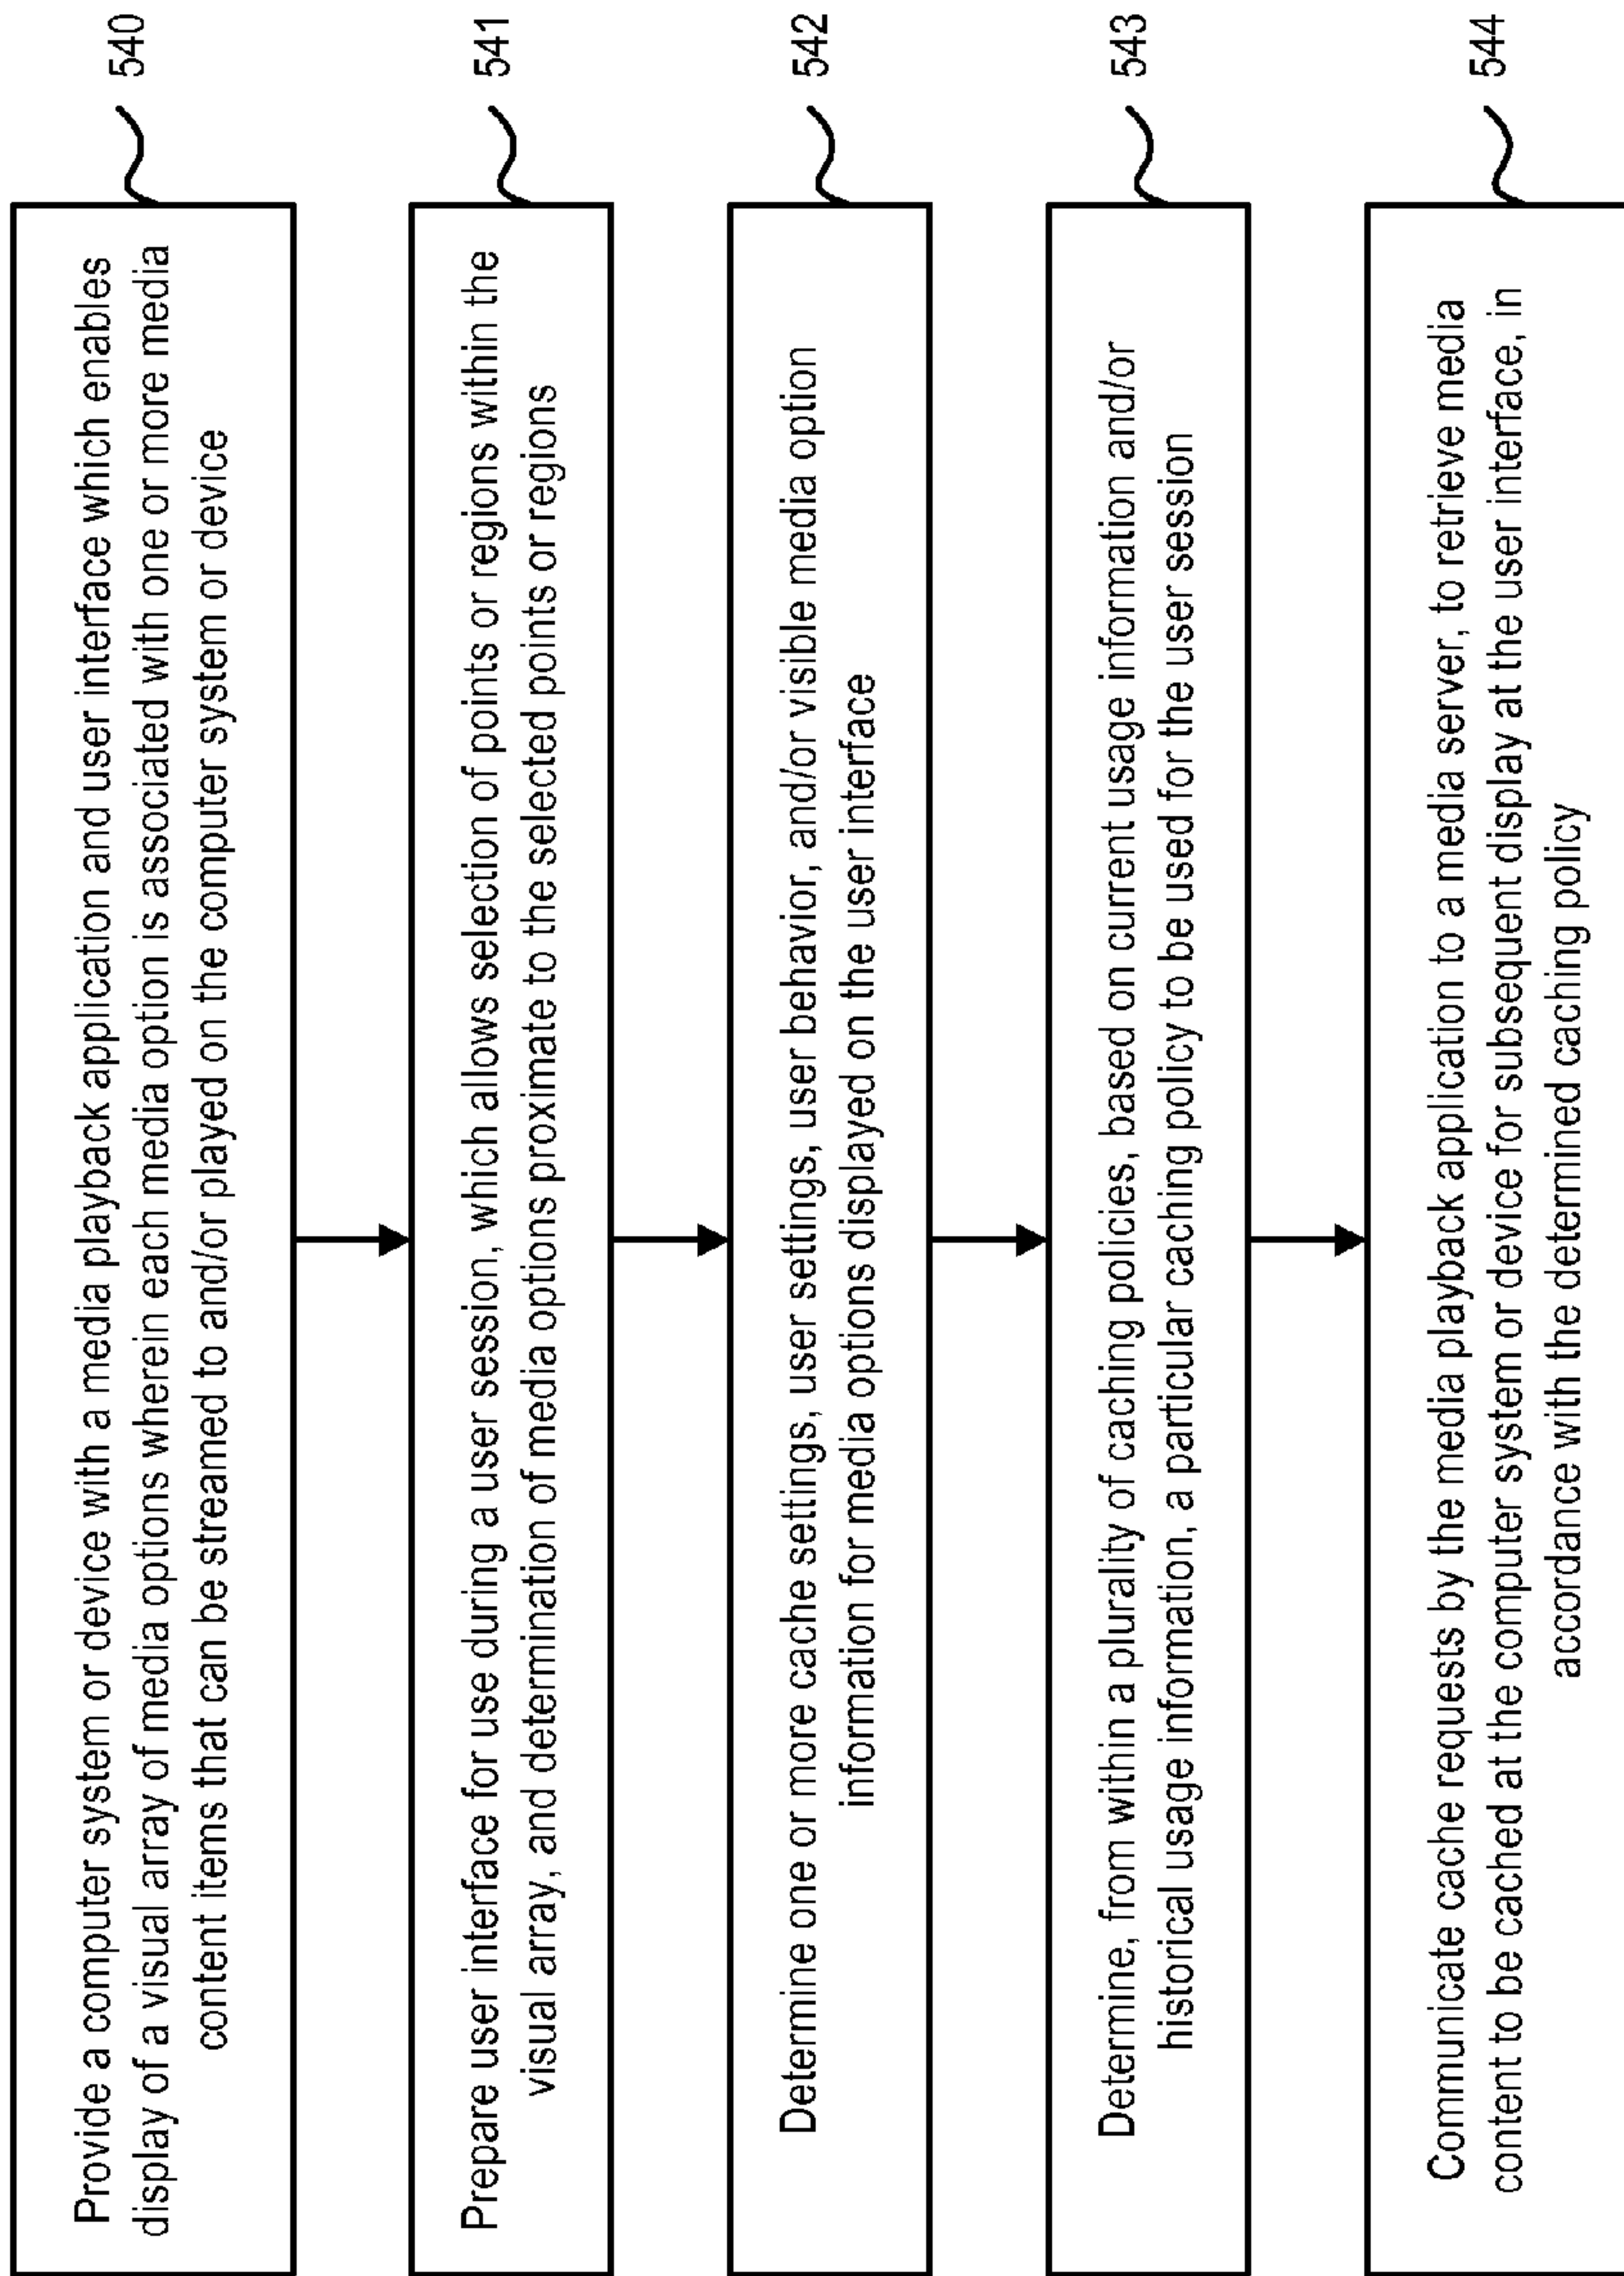 Provide a computer system or device with a media playback application and user interface which enables
display of a visual array of media options wherein each media option is associated with one or more media
content items that can be streamed to and/or played on the computer system or device
540
Prepare user interface for use during a user session, which allows selection of points or regions within the
visual array, and determination of media options proximate to the selected points or regions
541
Determine one or more cache settings, user settings, user behavior, and/or visible media option
information for media options displayed on the user interface
542
Determine, from within a plurality of caching policies, based on current usage information and/or
historical usage information, a particular caching policy to be used for the user session
543
Communicate cache requests by the media playback application to a media server, to retrieve media
content to be cached at the computer system or device for subsequent display at the user interface, in
accordance with the determined caching policy
544